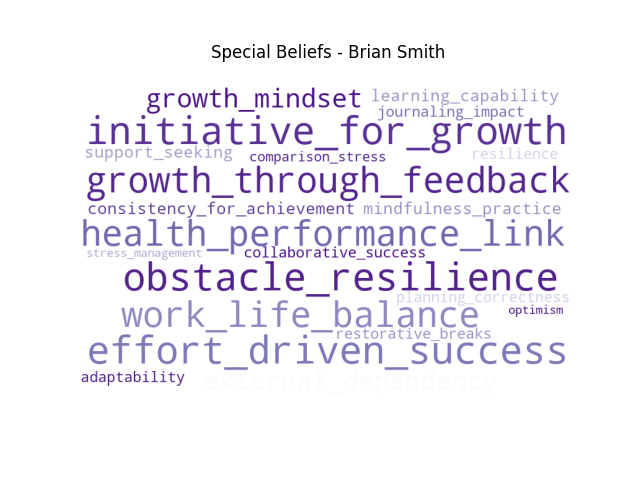 Special Beliefs - Brian Smith
growth_mindset learning_capability
journaling_impact
initiative_for_growth
support_seeking comparison_stress resilience
growth_through_feedback
consistency_for_achievement mindfulness_practice
health_performance_link
stress_management collaborative_success
obstacle_resilience
planning_correctness
work_life_balance optimism
restorative_breaks
effort_driven_success
adaptability external_dependency